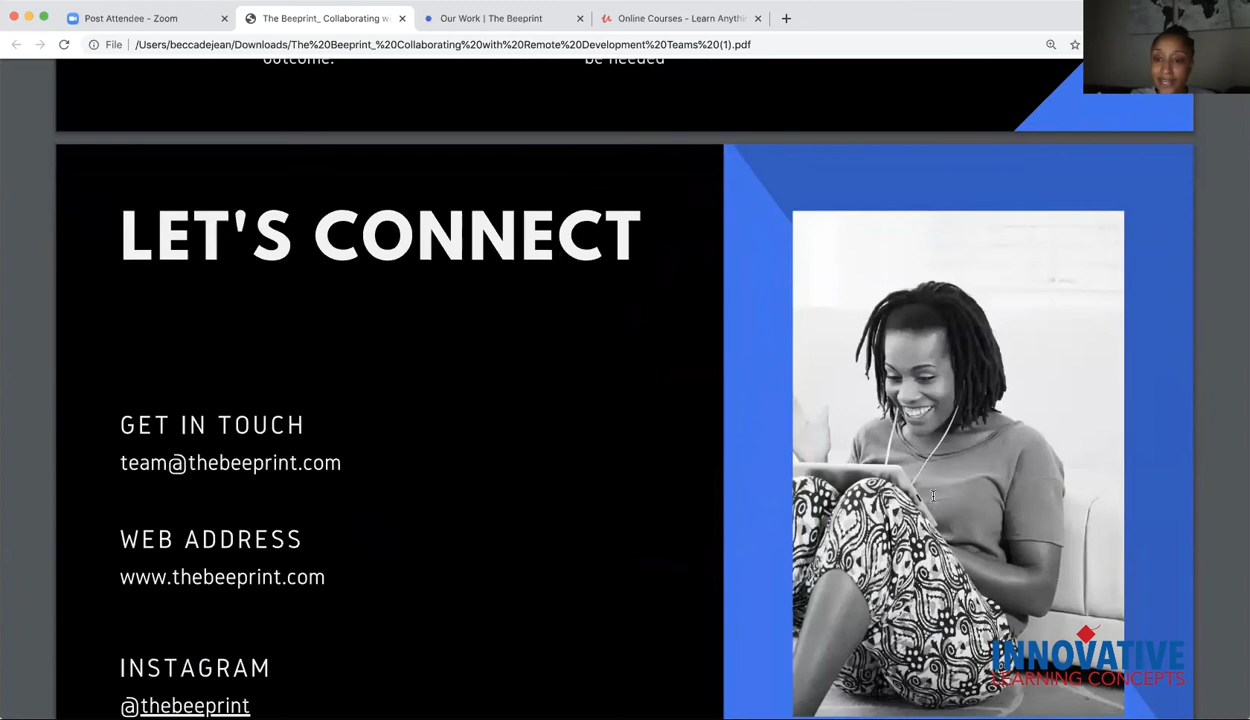 Post Attendee - Zoom
The Beeprint_ Collaborating w
Our Work | The Beeprint
Online Courses - Learn Anythi
File
/Users/beccadejean/Downloads/The%20Beeprint_%20Collaborating%20with%20Remote%20Development%20Teams%20(1).pdf
outcome.
be needed
LET'S CONNECT
GET IN TOUCH
team@thebeeprint.com
WEB ADDRESS
www.thebeeprint.com
INSTAGRAM
@thebeeprint
INNOVATIVE
LEARNING CONCEPTS